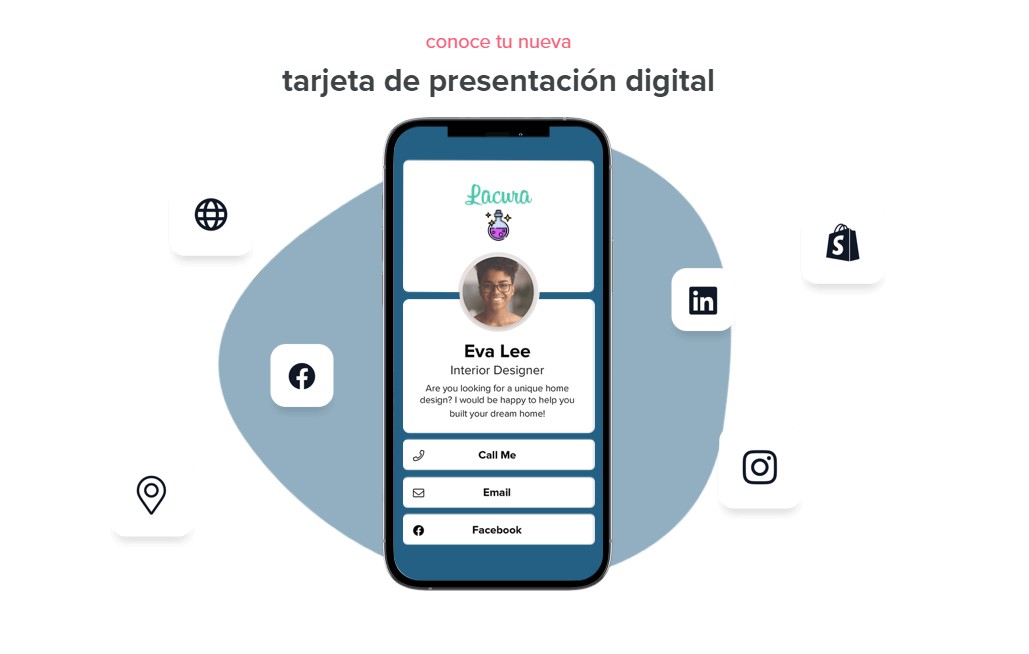 conoce tu nueva
tarjeta de presentación digital
Lacura
Eva Lee
Interior Designer
Are you looking for a unique home
design? I would be happy to help you
built your dream home!
Call Me
Email
Facebook